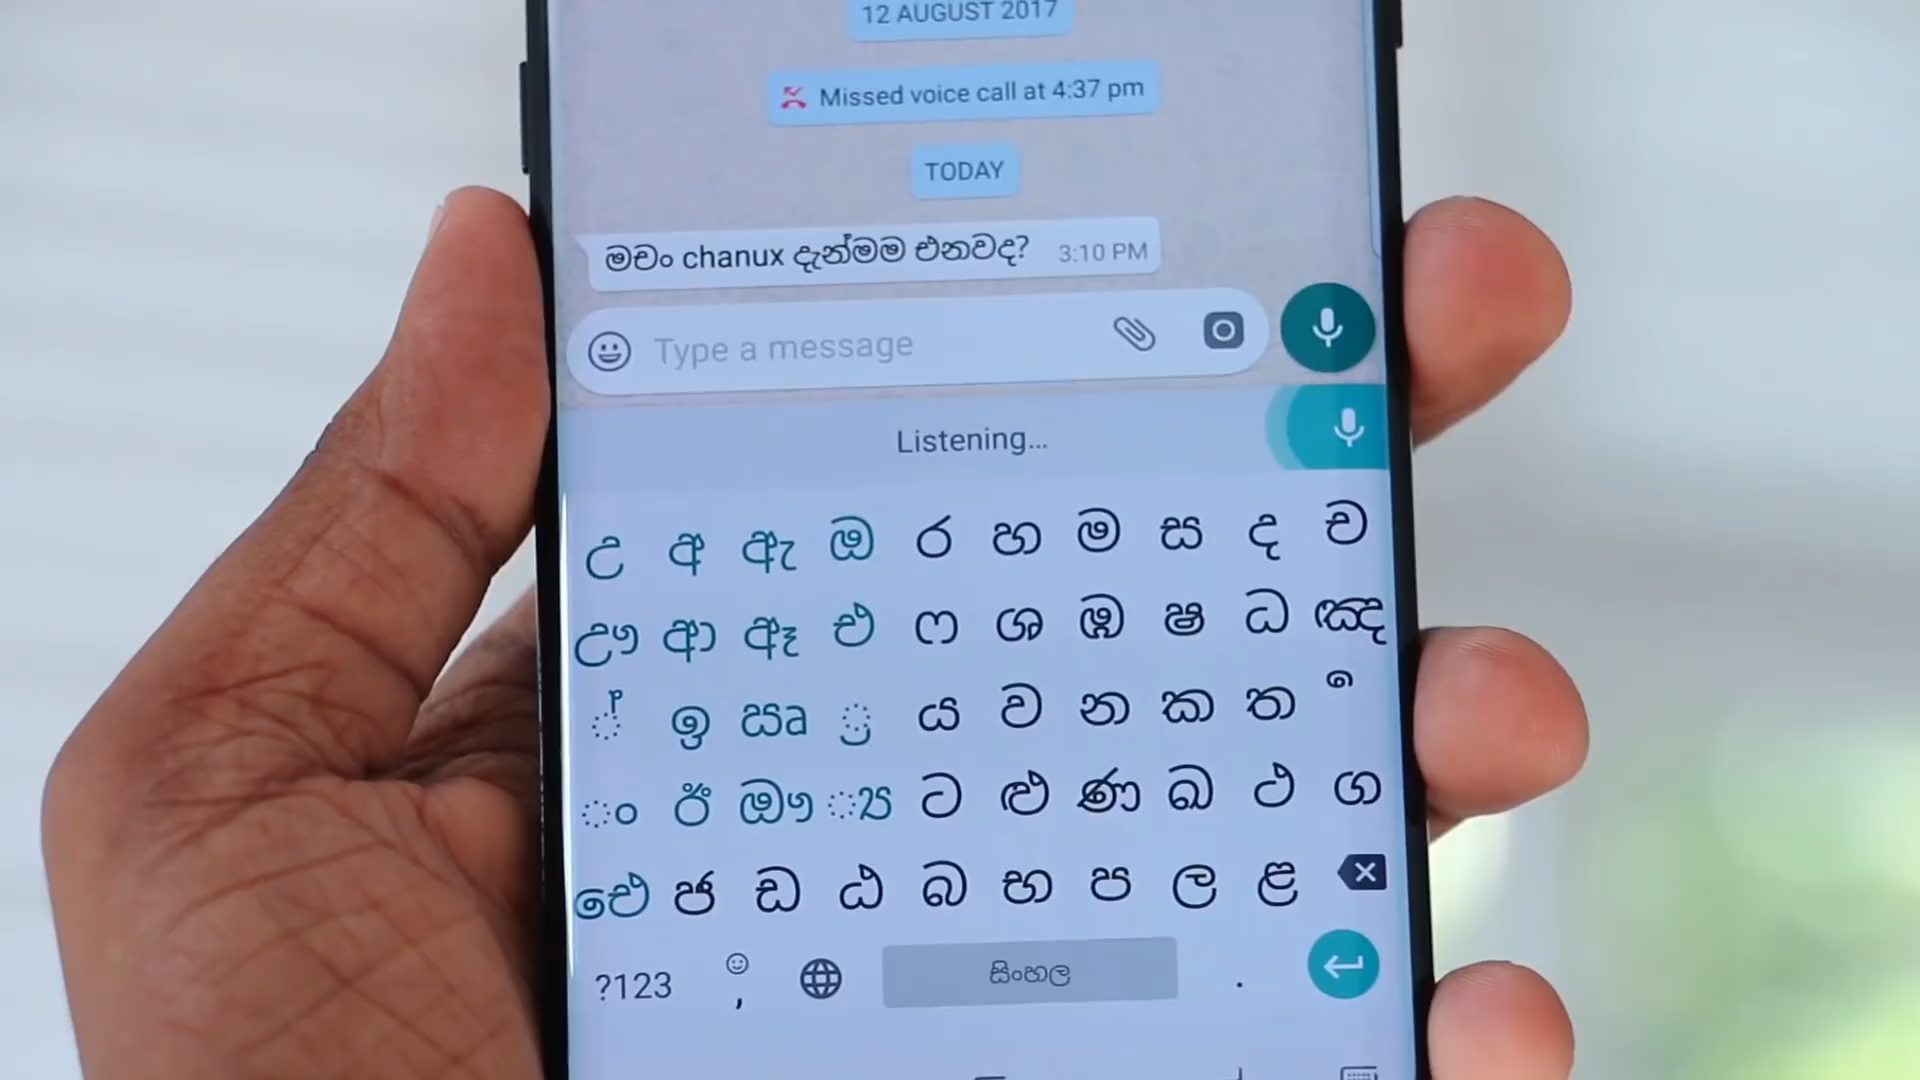 12 AUGUST 2017
Missed voice call at 4:37 pm
TODAY
මචං chanux දැන්මම එනවද? 3:10 PM
Type a message
Listening...
උ අ ඇ ඔ ර හ ම ස ද ච
ඌ ආ ඈ එ ෆ ශ ඹ ෂ ධ ඤ
ර් ඉ ඍ ්‍ර ය ව න ක ත ේ
ං ඊ ඖ ්‍ය ට ළු ණ ඛ ථ ග
ඓ ජ ඩ ඨ බ භ ප ල ළ
?123 , සිංහල .